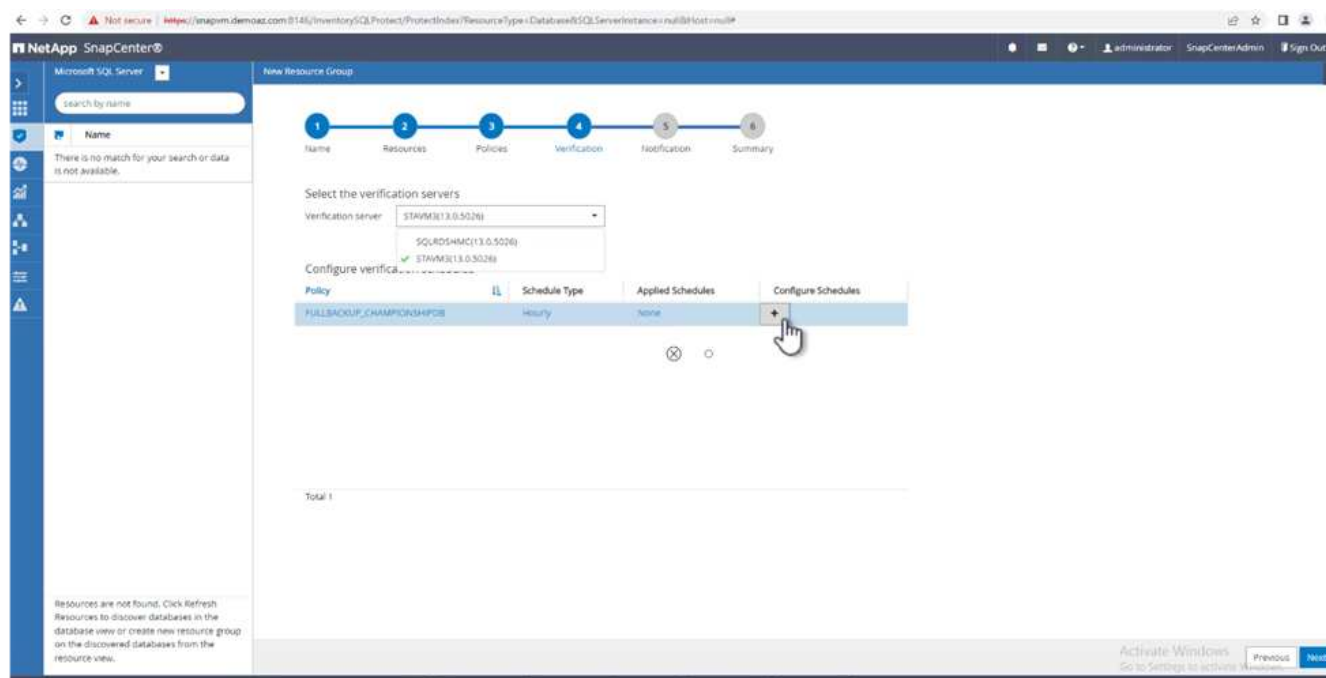 Not secure | https://snapvm.demoaz.com:8146/InventorySQLProtect/ProtectIndex?ResourceType=Database&SQLServerInstance=null&Host=null#
NetApp SnapCenter®
administrator SnapCenterAdmin Sign Out
Microsoft SQL Server
New Resource Group
search by name
Name
There is no match for your search or data
is not available.
1 2 3 4 5 6
Name Resources Policies Verification Notification Summary
Select the verification servers
Verification server STAVM3(13.0.5026)
SQLRDSHMC(13.0.5026)
STAVM3(13.0.5026)
Configure verification
Policy Schedule Type Applied Schedules Configure Schedules
FULLBACKUP_CHAMPIONSHIPDB Hourly None +
Total 1
Resources are not found. Click Refresh
Resources to discover databases in the
database view or create new resource group
on the discovered databases from the
resource view.
Activate Windows
Go to Settings to activate Windows.
Previous Next